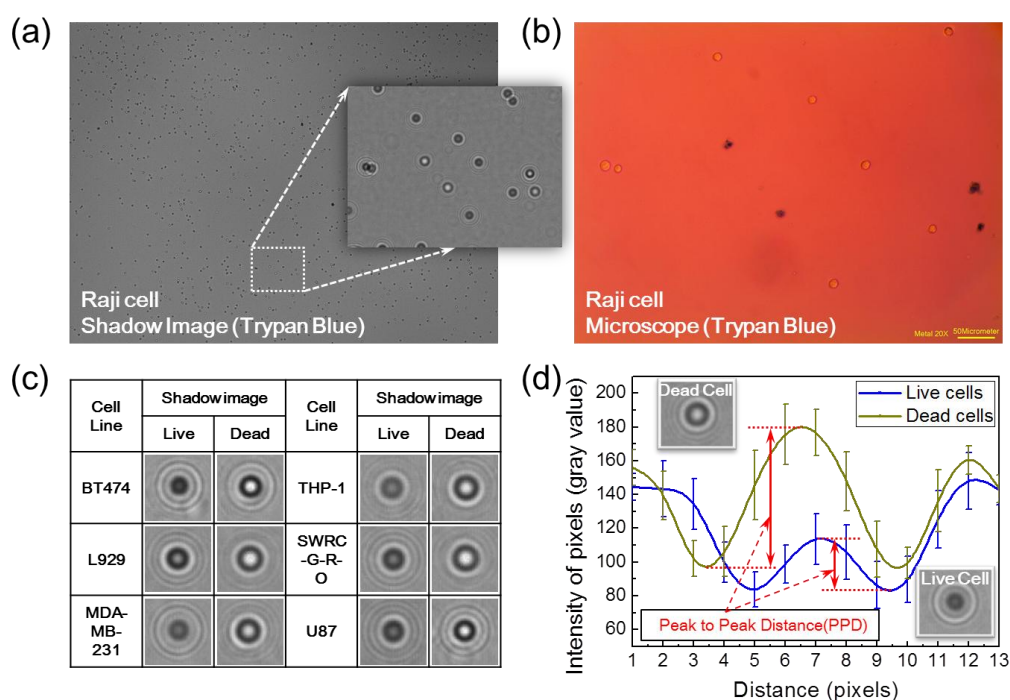 (a)
Raji cell
Shadow Image (Trypan Blue)
(b)
Raji cell
Microscope (Trypan Blue)
Metal 20X 50Micrometer
(c)
Cell Line
Shadow image
Cell Line
Shadow image
Live
Dead
Live
Dead
BT474
THP-1
L929
SWRC
-G-R-
O
MDA-
MB-
231
U87
(d)
Intensity of pixels (gray value)
200
180
160
140
120
100
80
60
Dead Cell
Live cells
Dead cells
Live Cell
Peak to Peak Distance(PPD)
1 2 3 4 5 6 7 8 9 10 11 12 13
Distance (pixels)